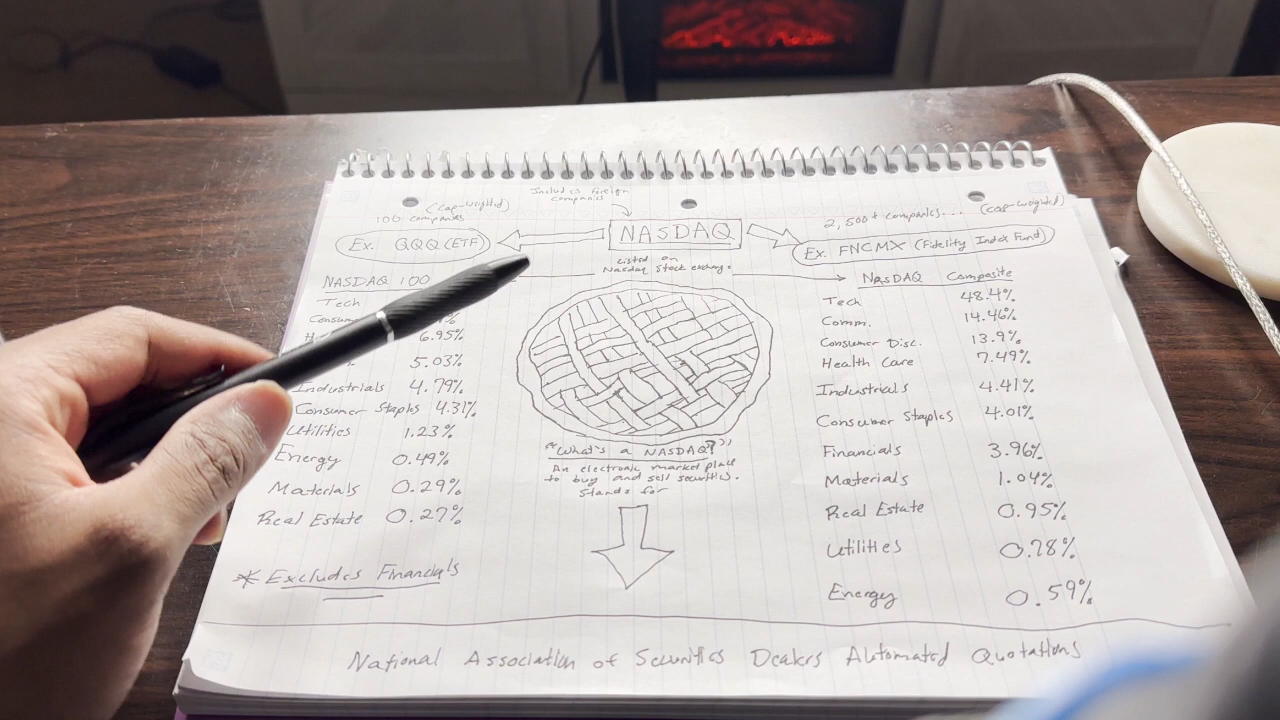 Includes foreign
companies
(cap-weighted)
100 companies
Ex. QQQ (ETF)
NASDAQ
Listed on
Nasdaq Stock exchange
2,500+ companies... (cap-weighted)
Ex. FNCMX (Fidelity Index Fund)
NASDAQ 100
Tech
Consum
6.95%
5.03%
Industrials 4.79%
Consumer Staples 4.31%
Utilities 1.23%
Energy 0.49%
Materials 0.29%
Real Estate 0.27%
* Excludes Financials
"What's a NASDAQ?"
An electronic market place
to buy and sell securities.
Stands for
NASDAQ Composite
Tech 48.4%
Comm. 14.46%
Consumer Disc. 13.9%
Health Care 7.49%
Industrials 4.41%
Consumer Staples 4.01%
Financials 3.96%
Materials 1.04%
Real Estate 0.95%
Utilities 0.78%
Energy 0.59%
National Association of Securities Dealers Automated Quotations